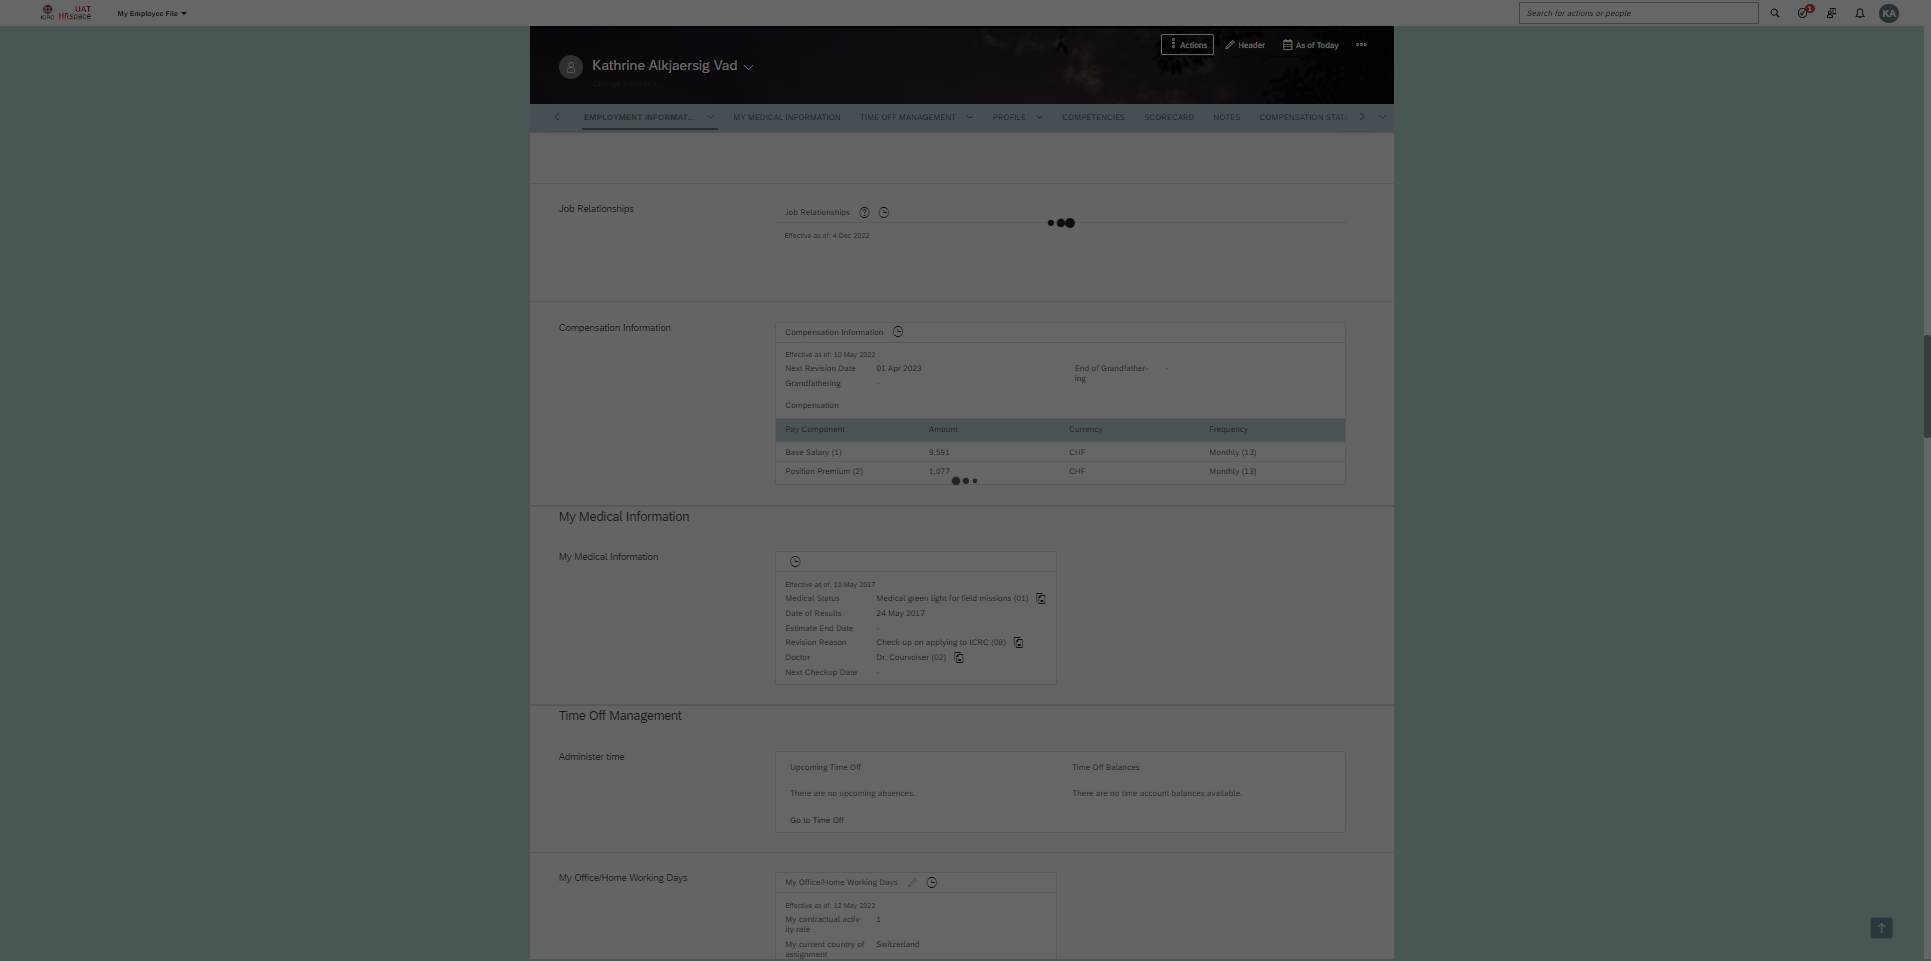 ICRC UAT HRspace My Employee File Search for actions or people 1 KA
Actions Header As of Today
Kathrine Alkjaersig Vad
EMPLOYMENT INFORMAT... MY MEDICAL INFORMATION TIME OFF MANAGEMENT PROFILE COMPETENCIES SCORECARD NOTES COMPENSATION STAT
Job Relationships
Job Relationships
Effective as of: 4 Dec 2022
Compensation Information
Compensation Information
Effective as of: 10 May 2022
Next Revision Date 01 Apr 2023 End of Grandfather-
ing -
Grandfathering -
Compensation
Pay Component Amount Currency Frequency
Base Salary (1) 9,591 CHF Monthly (13)
Position Premium (2) 1,077 CHF Monthly (13)
My Medical Information
My Medical Information
Effective as of: 10 May 2017
Medical Status Medical green light for field missions (01)
Date of Results 24 May 2017
Estimate End Date -
Revision Reason Check-up on applying to ICRC (08)
Doctor Dr. Courvoiser (02)
Next Checkup Date -
Time Off Management
Administer time
Upcoming Time Off Time Off Balances
There are no upcoming absences. There are no time account balances available.
Go to Time Off
My Office/Home Working Days
My Office/Home Working Days
Effective as of: 12 May 2022
My contractual activ-
ity rate 1
My current country of
assignment Switzerland